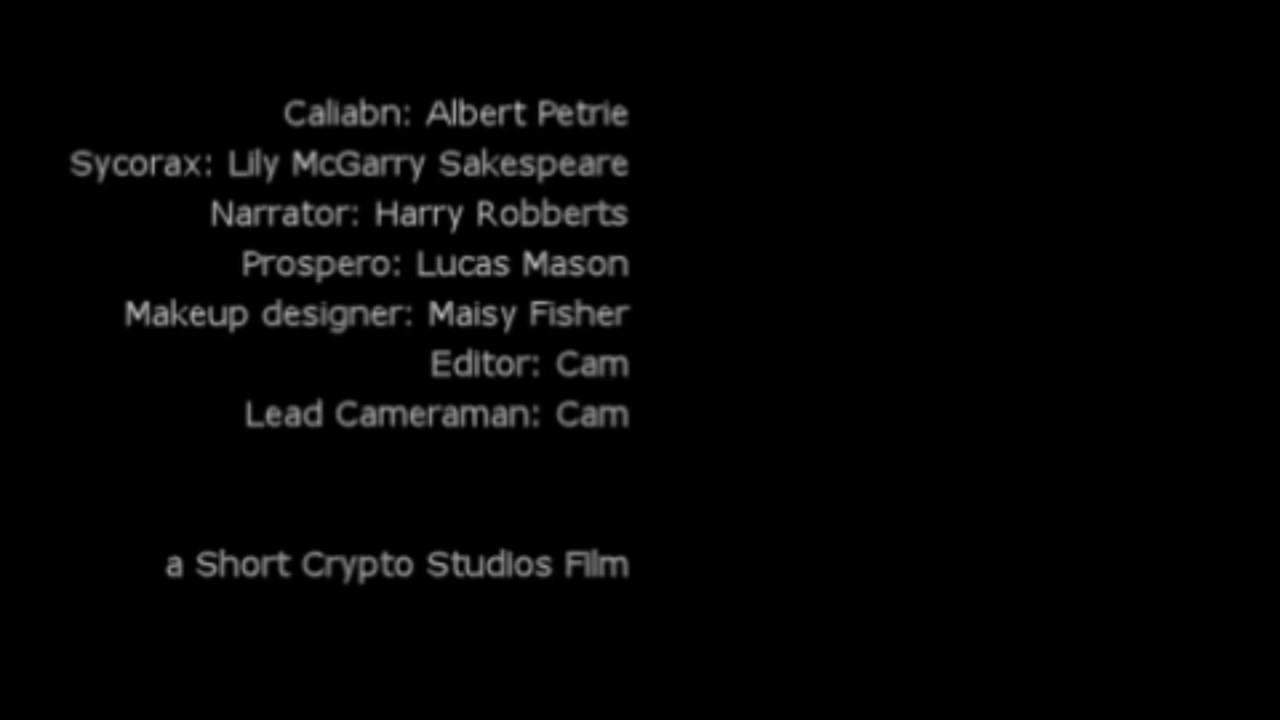 Caliabn: Albert Petrie
Sycorax: Lily McGarry Sakespeare
Narrator: Harry Robberts
Prospero: Lucas Mason
Makeup designer: Maisy Fisher
Editor: Cam
Lead Cameraman: Cam
a Short Crypto Studios Film